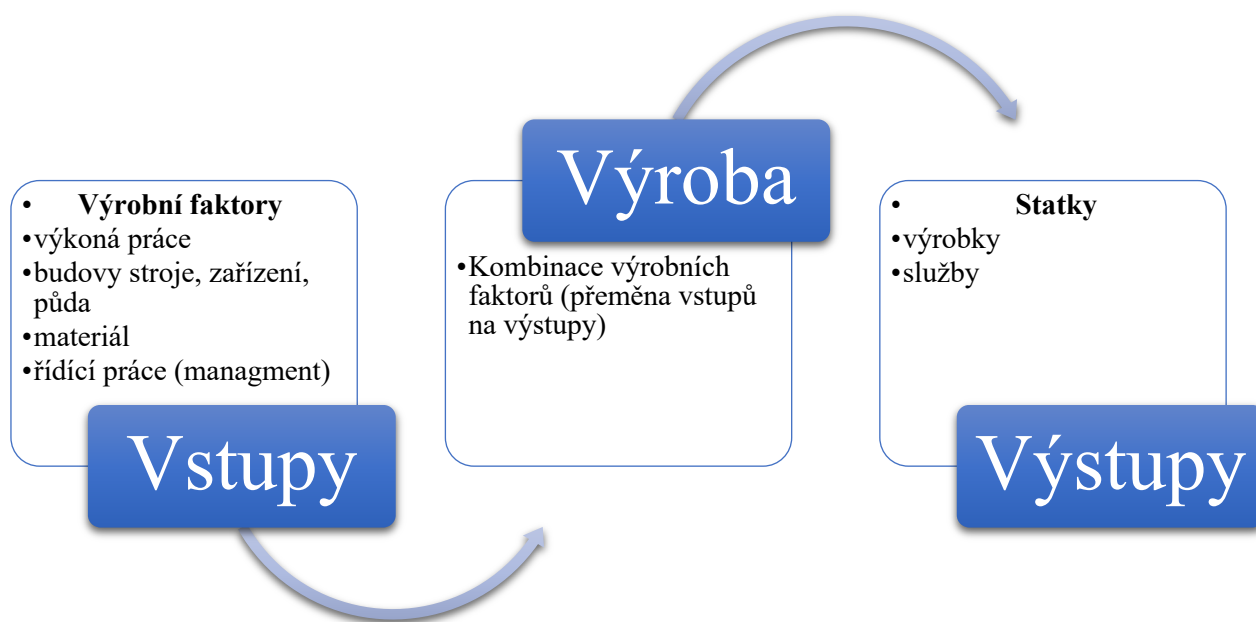 • Výrobní faktory
•výkoná práce
•budovy stroje, zařízení,
půda
•materiál
•řídící práce (managment)
Vstupy
Výroba
•Kombinace výrobních
faktorů (přeměna vstupů
na výstupy)
• Statky
•výrobky
•služby
Výstupy